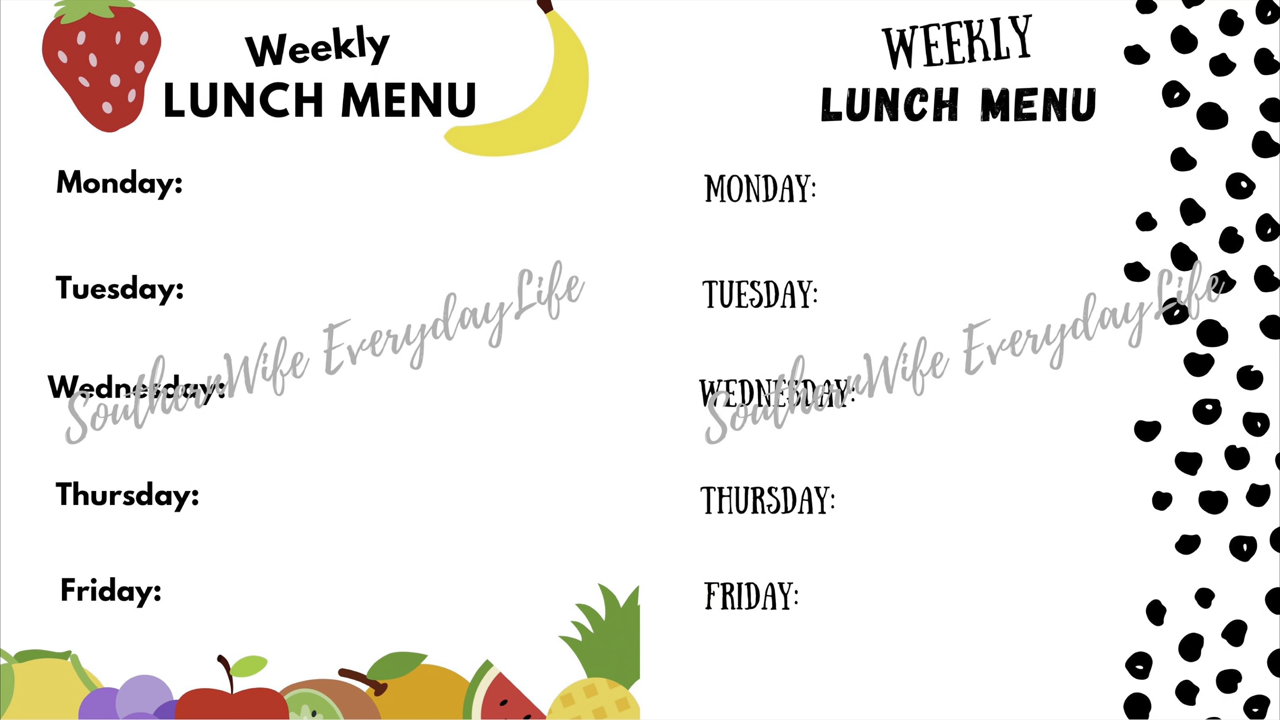 Weekly
LUNCH MENU
Monday:
Tuesday:
Wednesday:
Thursday:
Friday:
SouthernWife EverydayLife
WEEKLY
LUNCH MENU
MONDAY:
TUESDAY:
WEDNESDAY:
THURSDAY:
FRIDAY:
SouthernWife EverydayLife